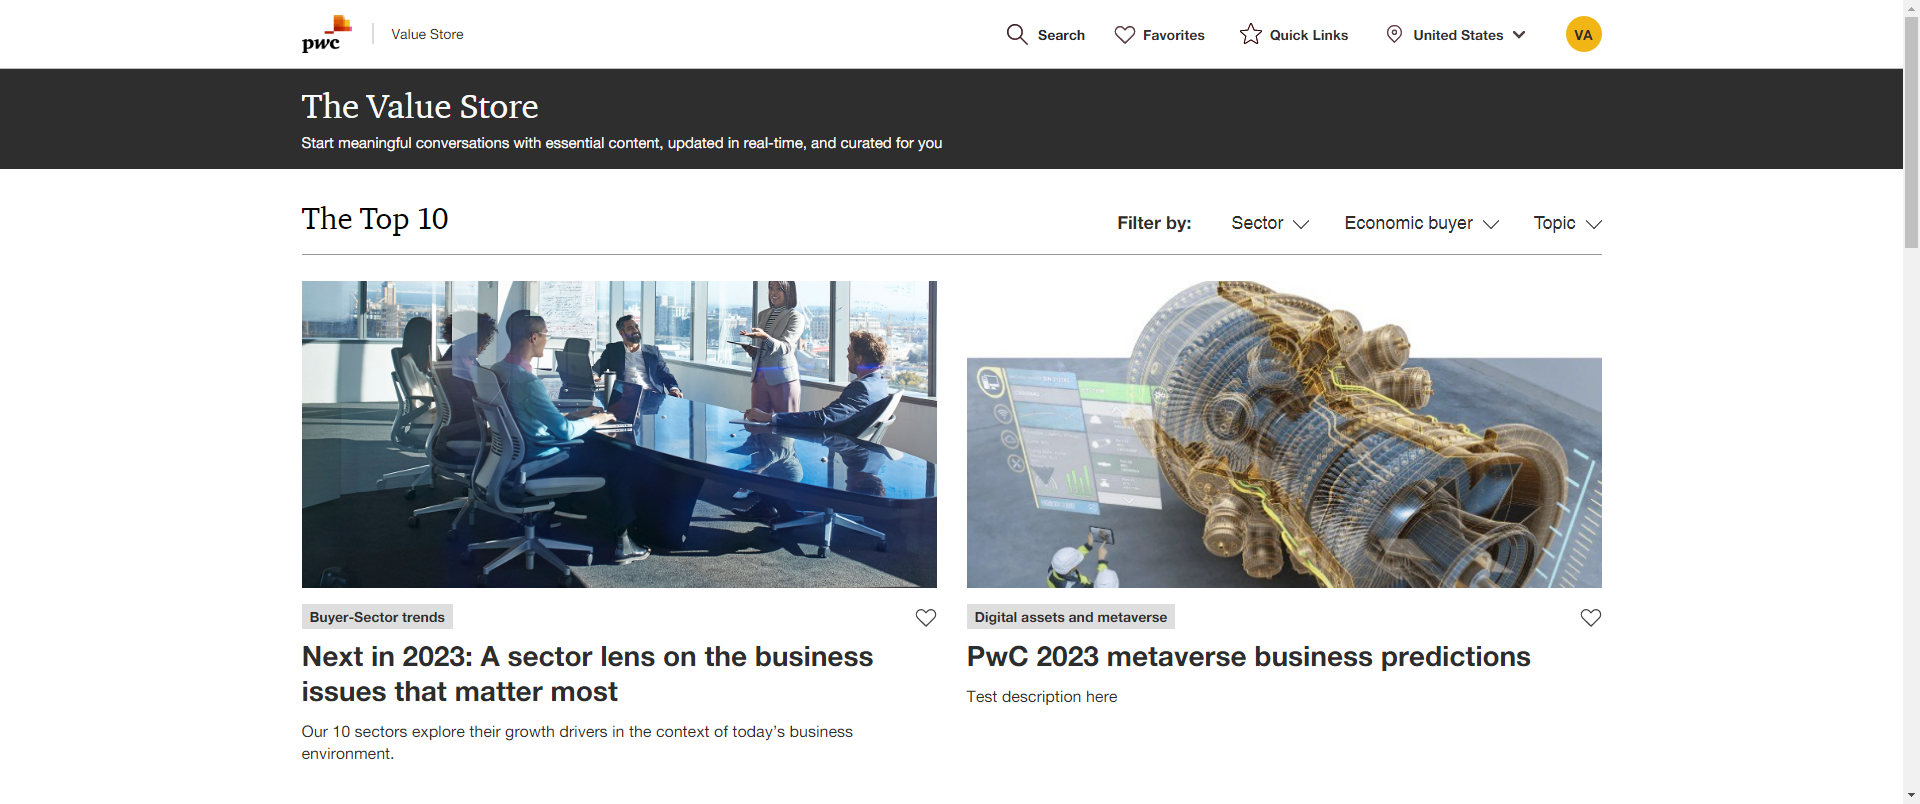 pwc
Value Store
Search
Favorites
Quick Links
United States
VA
The Value Store
Start meaningful conversations with essential content, updated in real-time, and curated for you
The Top 10
Filter by:
Sector
Economic buyer
Topic
Buyer-Sector trends
Next in 2023: A sector lens on the business
issues that matter most
Our 10 sectors explore their growth drivers in the context of today’s business
environment.
Digital assets and metaverse
PwC 2023 metaverse business predictions
Test description here